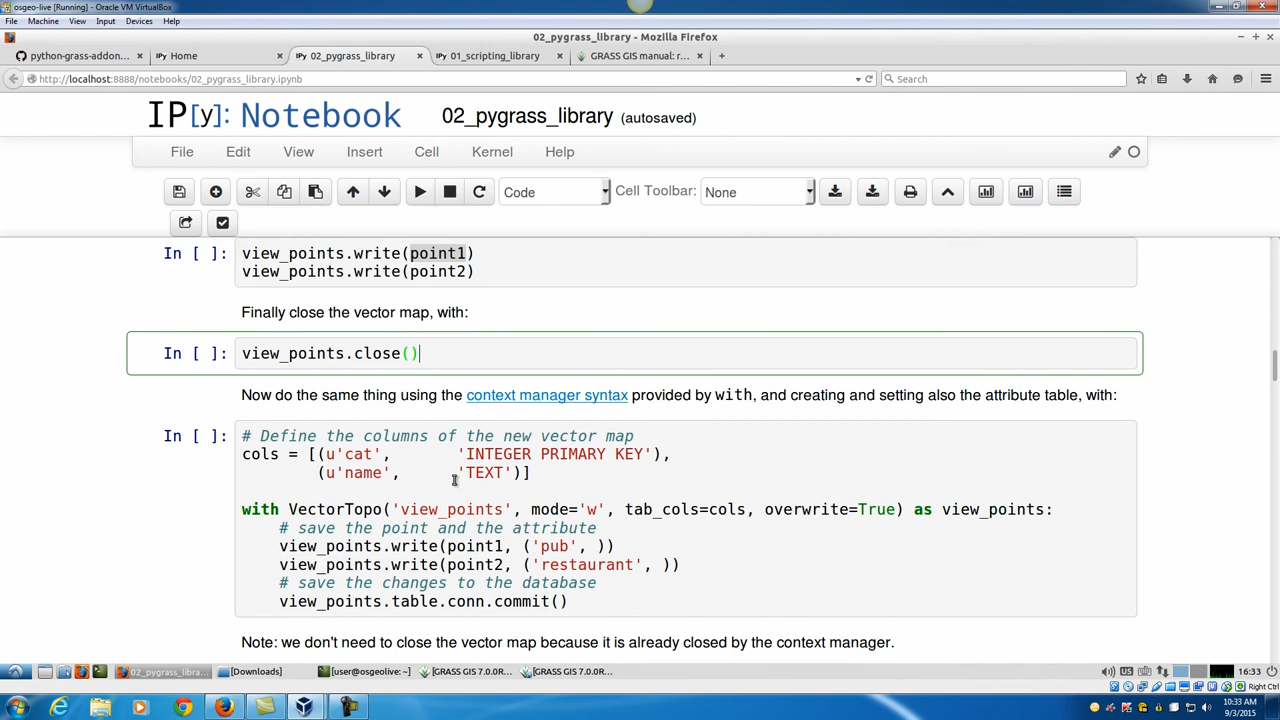 osgeo-live [Running] - Oracle VM VirtualBox
File Machine View Input Devices Help
02_pygrass_library - Mozilla Firefox
python-grass-addon... IPy Home IPy 02_pygrass_library IPy 01_scripting_library GRASS GIS manual: r...
http://localhost:8888/notebooks/02_pygrass_library.ipynb Search
IP[y]: Notebook 02_pygrass_library (autosaved)
File Edit View Insert Cell Kernel Help
Code Cell Toolbar: None
In [ ]: view_points.write(point1)
view_points.write(point2)
Finally close the vector map, with:
In [ ]: view_points.close()
Now do the same thing using the context manager syntax provided by with, and creating and setting also the attribute table, with:
In [ ]: # Define the columns of the new vector map
cols = [(u'cat', 'INTEGER PRIMARY KEY'),
(u'name', 'TEXT')]
with VectorTopo('view_points', mode='w', tab_cols=cols, overwrite=True) as view_points:
# save the point and the attribute
view_points.write(point1, ('pub', ))
view_points.write(point2, ('restaurant', ))
# save the changes to the database
view_points.table.conn.commit()
Note: we don't need to close the vector map because it is already closed by the context manager.
02_pygrass_libra... [Downloads] [user@osgeolive: ~] [GRASS GIS 7.0.0R... [GRASS GIS 7.0.0R... US 16:33
Right Ctrl
10:33 AM
9/3/2015